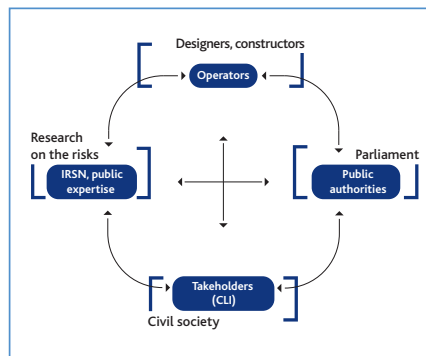 Designers, constructors
Operators
Research
on the risks
IRSN, public
expertise
Parliament
Public
authorities
Takeholders
(CLI)
Civil society